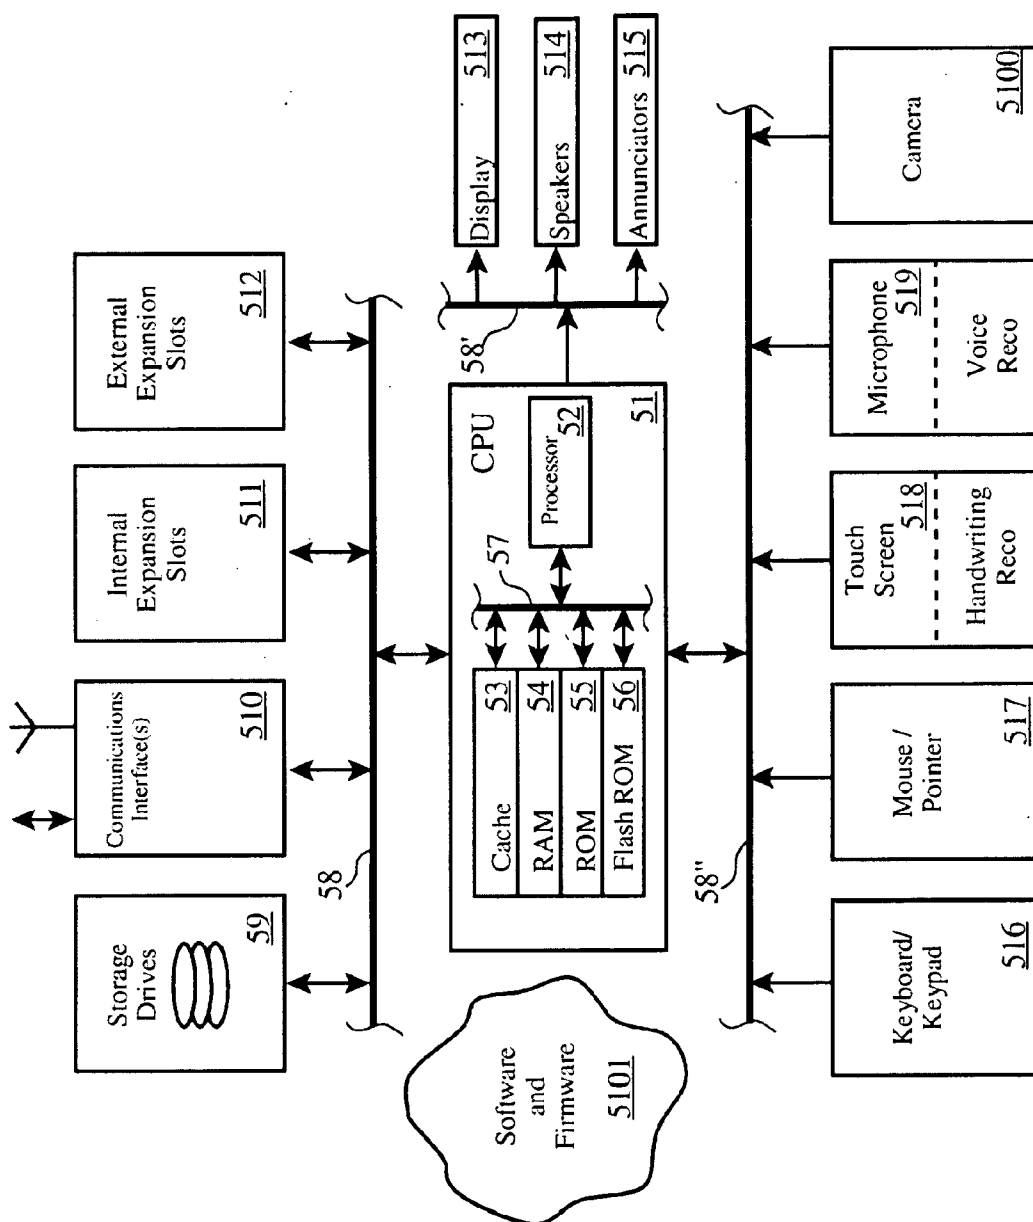 Storage
Drives
59
Communications
Interface(s)
510
Internal
Expansion
Slots
511
External
Expansion
Slots
512
58
Software
and
Firmware
5101
CPU
51
Cache
53
RAM
54
ROM
55
Flash ROM
56
57
Processor
52
58'
Display
513
Speakers
514
Annunciators
515
58"
Keyboard/
Keypad
516
Mouse /
Pointer
517
Touch
Screen
518
Handwriting
Reco
Microphone
519
Voice
Reco
Camera
5100